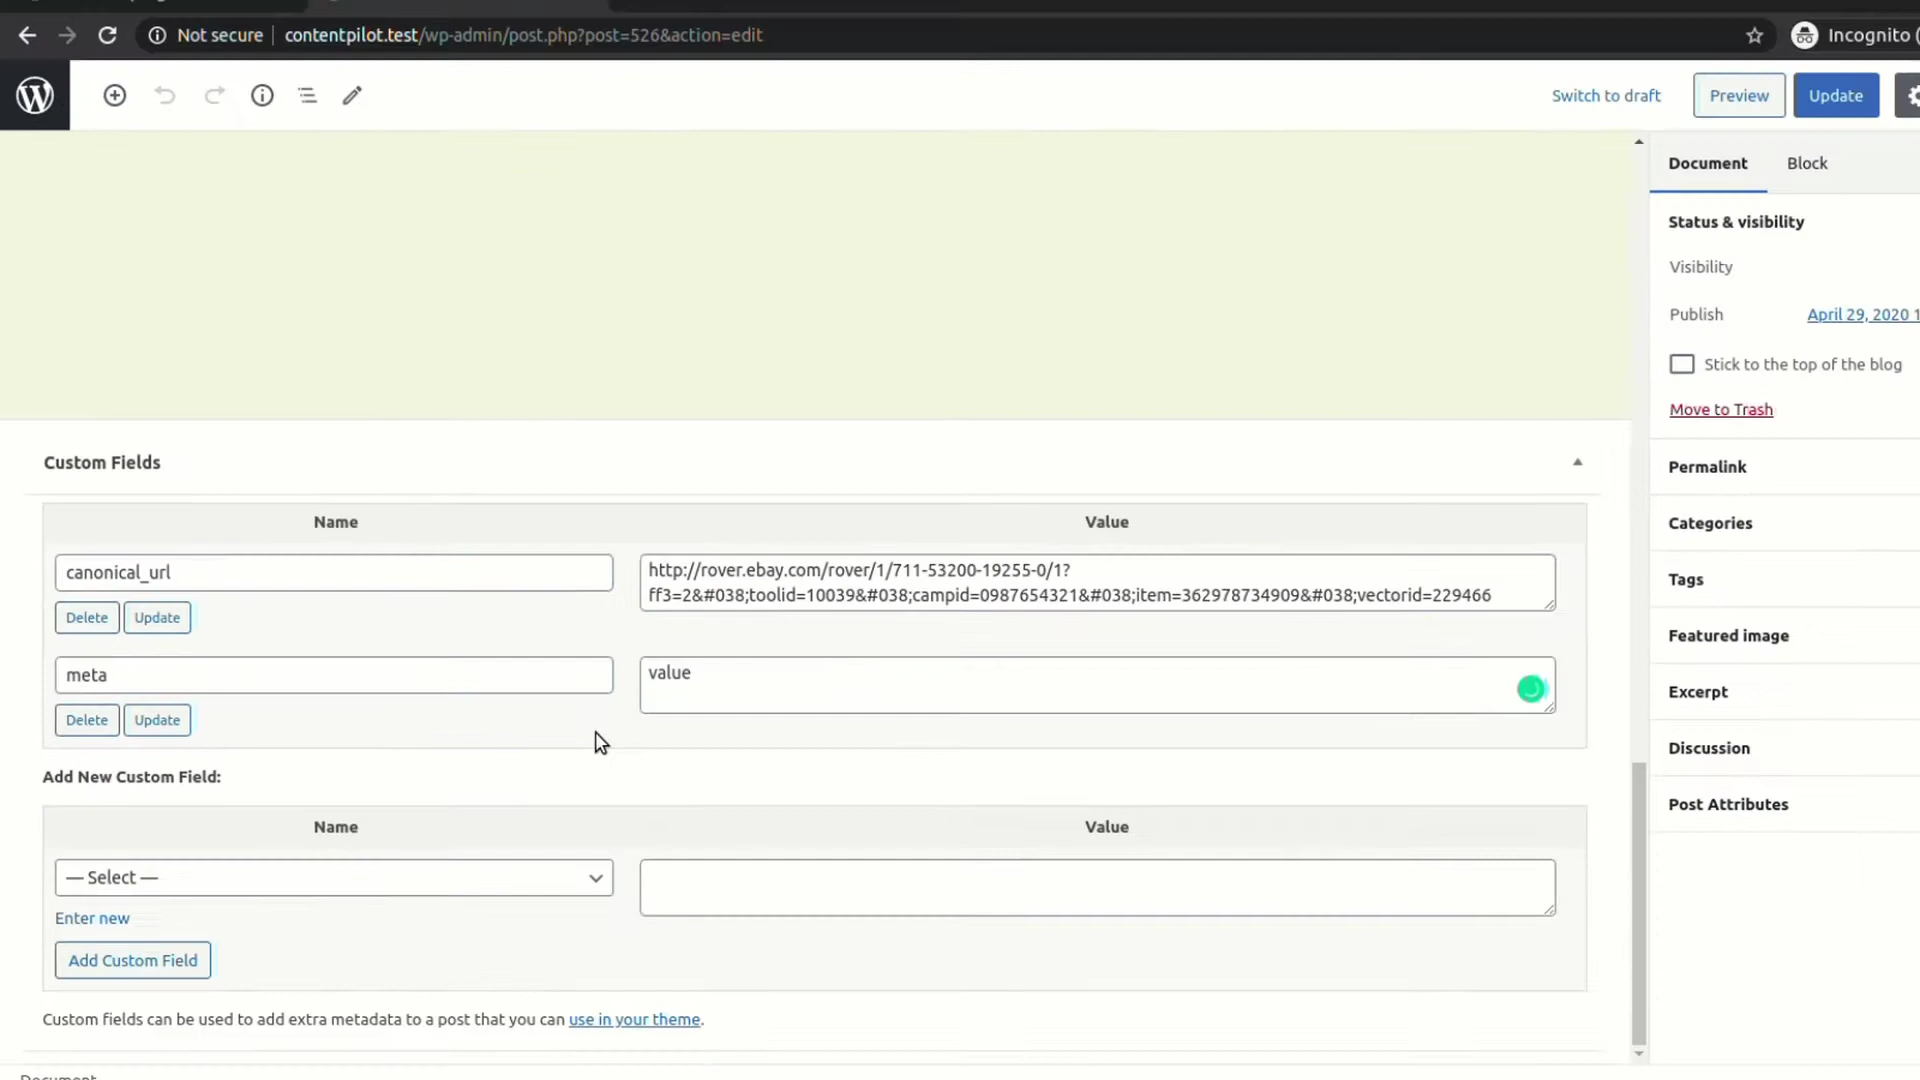 Not secure contentpilot.test/wp-admin/post.php?post=526&action=edit Incognito (
Switch to draft Preview Update
Document Block
Status & visibility
Visibility
Publish April 29, 2020 1
Stick to the top of the blog
Move to Trash
Custom Fields
Name Value
canonical_url
http://rover.ebay.com/rover/1/711-53200-19255-0/1?
ff3=2&#038;toolid=10039&#038;campid=0987654321&#038;item=362978734909&#038;vectorid=229466
Delete Update
meta value
Delete Update
Add New Custom Field:
Name Value
— Select —
Enter new
Add Custom Field
Custom fields can be used to add extra metadata to a post that you can use in your theme.
Permalink
Categories
Tags
Featured image
Excerpt
Discussion
Post Attributes
Document